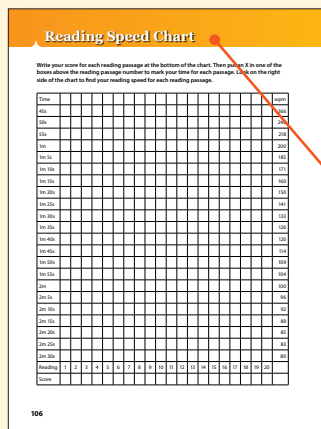 Reading Speed Chart
Write your score for each reading passage at the bottom of the chart. Then put an X in one of the
boxes above the reading passage number to mark your time for each passage. Look on the right
side of the chart to find your reading speed for each reading passage.
Time wpm
45s 266
50s 240
55s 218
1m 200
1m 5s 185
1m 10s 171
1m 15s 160
1m 20s 150
1m 25s 141
1m 30s 133
1m 35s 126
1m 40s 120
1m 45s 114
1m 50s 109
1m 55s 104
2m 100
2m 5s 96
2m 10s 92
2m 15s 89
2m 20s 85
2m 25s 83
2m 30s 80
Reading 1 2 3 4 5 6 7 8 9 10 11 12 13 14 15 16 17 18 19 20
Score
106